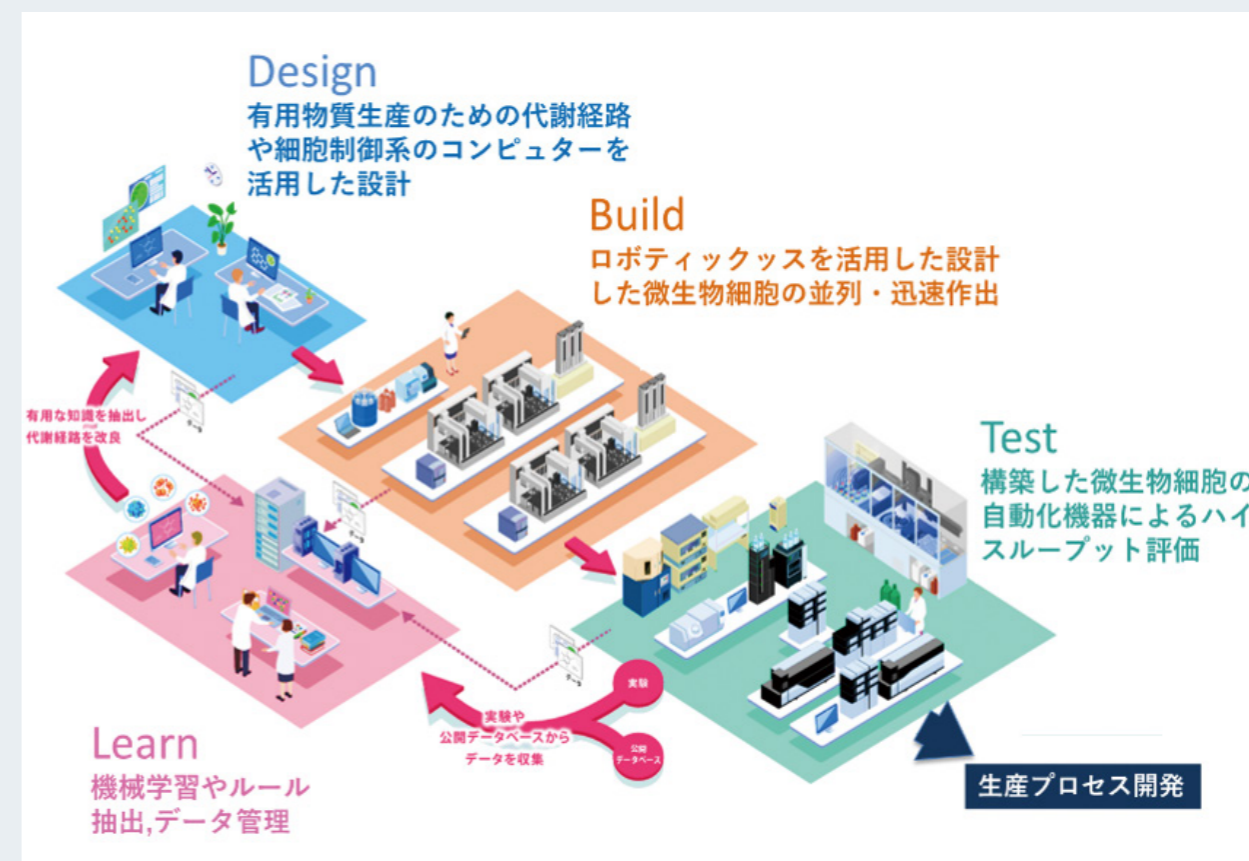 Design
有用物質生産のための代謝経路
や細胞制御系のコンピュターを
活用した設計
Build
ロボティックッスを活用した設計
した微生物細胞の並列・迅速作出
有用な知識を抽出し
代謝経路を改良
データ
Test
構築した微生物細胞の
自動化機器によるハイ
スループット評価
データ
データ
実験
実験や
公開データベースから
データを収集
公開
データベース
Learn
機械学習やルール
抽出,データ管理
生産プロセス開発